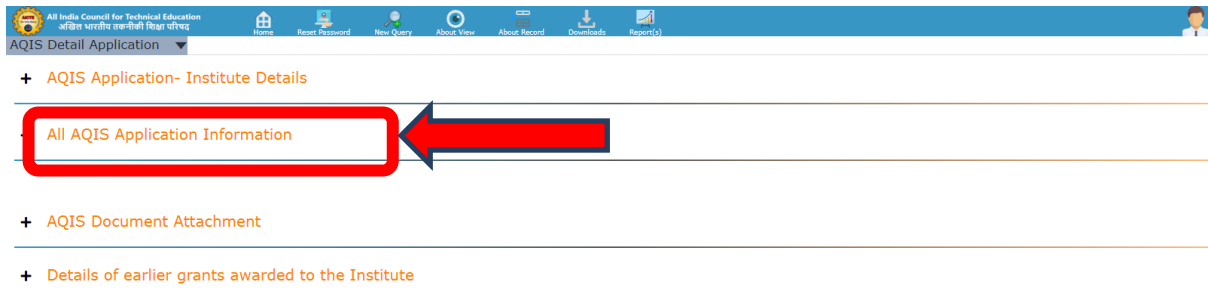 All India Council for Technical Education
अखिल भारतीय तकनीकी शिक्षा परिषद
Home Reset Password New Query About View About Record Downloads Report(s)
AQIS Detail Application
AQIS Application- Institute Details
All AQIS Application Information
AQIS Document Attachment
Details of earlier grants awarded to the Institute